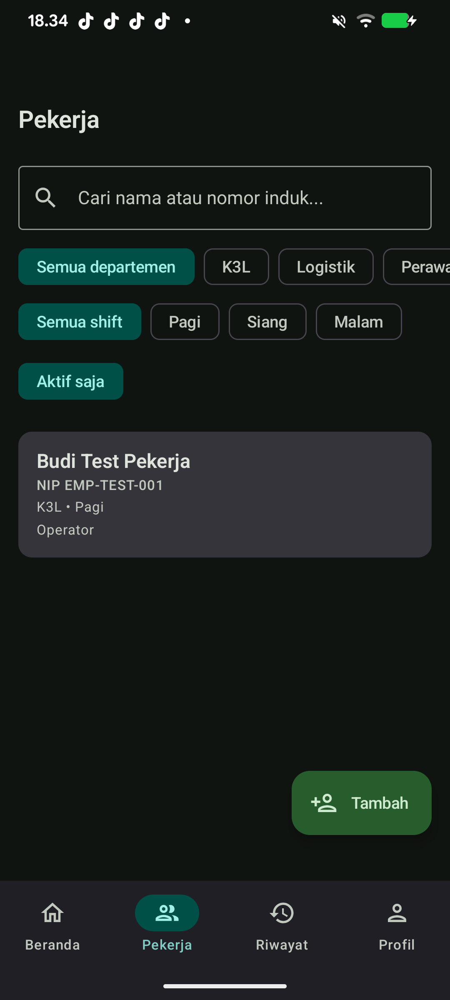 18.34
Pekerja
Cari nama atau nomor induk...
Semua departemen K3L Logistik Perawa
Semua shift Pagi Siang Malam
Aktif saja
Budi Test Pekerja
NIP EMP-TEST-001
K3L • Pagi
Operator
Tambah
Beranda Pekerja Riwayat Profil